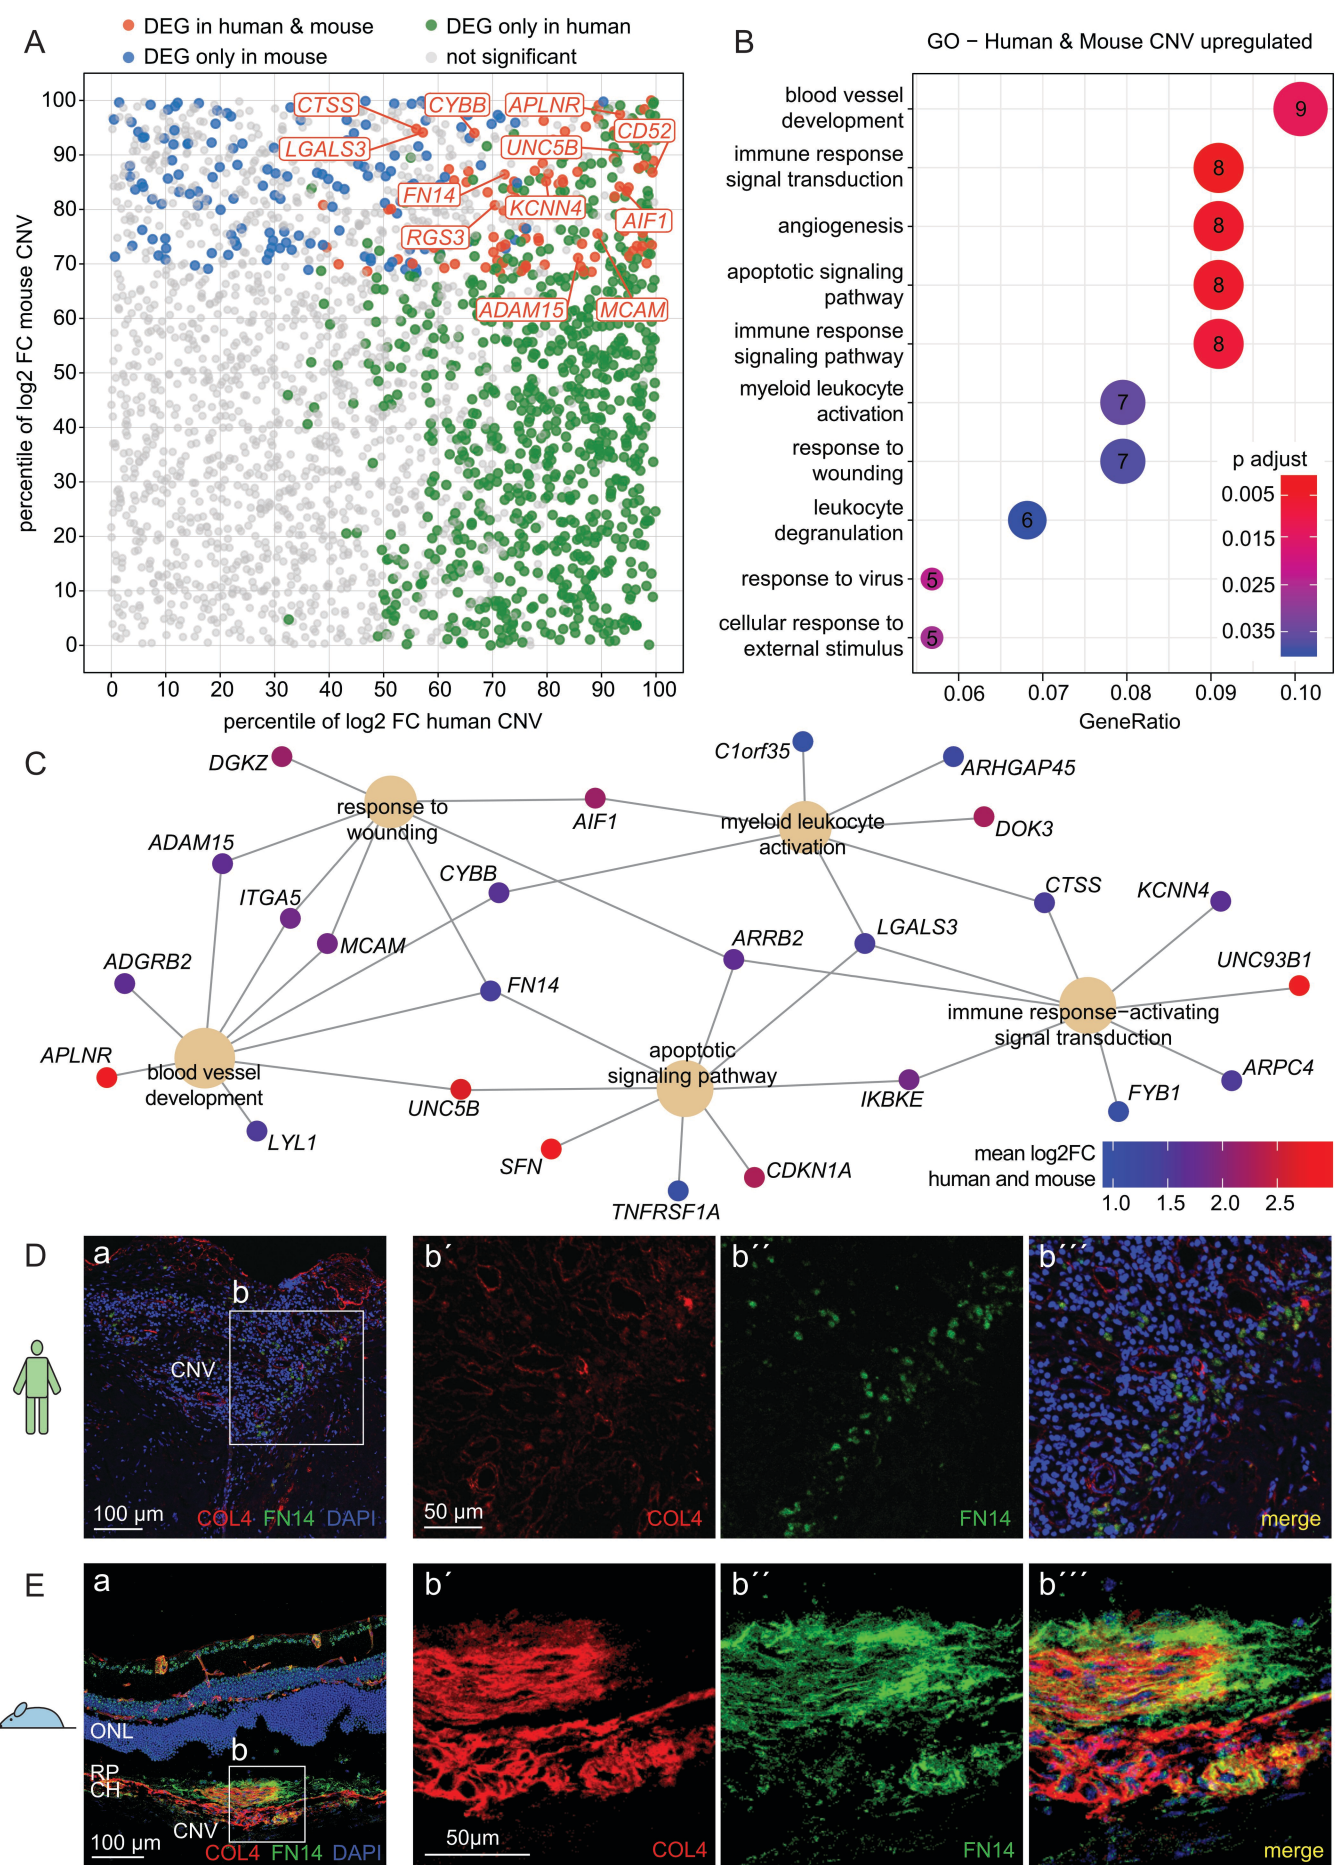 A
DEG in human & mouse
DEG only in human
DEG only in mouse
not significant
percentile of log2 FC mouse CNV
100
90
80
70
60
50
40
30
20
10
0
CTSS
CYBB
APLNR
CD52
LGALS3
UNC5B
FN14
KCNN4
AIF1
RGS3
ADAM15
MCAM
0 10 20 30 40 50 60 70 80 90 100
percentile of log2 FC human CNV
B
GO − Human & Mouse CNV upregulated
blood vessel
development
9
immune response
signal transduction
8
angiogenesis
8
apoptotic signaling
pathway
8
immune response
signaling pathway
8
myeloid leukocyte
activation
7
response to
wounding
7
leukocyte
degranulation
6
response to virus
5
cellular response to
external stimulus
5
p adjust
0.005
0.015
0.025
0.035
0.06 0.07 0.08 0.09 0.10
GeneRatio
C
DGKZ
response to
wounding
AIF1
C1orf35
ARHGAP45
myeloid leukocyte
activation
DOK3
ADAM15
ITGA5
CYBB
CTSS
KCNN4
MCAM
ARRB2
LGALS3
UNC93B1
ADGRB2
FN14
immune response−activating
signal transduction
APLNR
blood vessel
development
apoptotic
signaling pathway
UNC5B
IKBKE
ARPC4
FYB1
LYL1
SFN
CDKN1A
TNFRSF1A
mean log2FC
human and mouse
1.0 1.5 2.0 2.5
D
a
b
CNV
100 µm
COL4 FN14 DAPI
b´
50 µm
COL4
b´´
FN14
b´´´
merge
E
a
ONL
RP
CH
b
CNV
100 µm
COL4 FN14 DAPI
b´
50µm
COL4
b´´
FN14
b´´´
merge